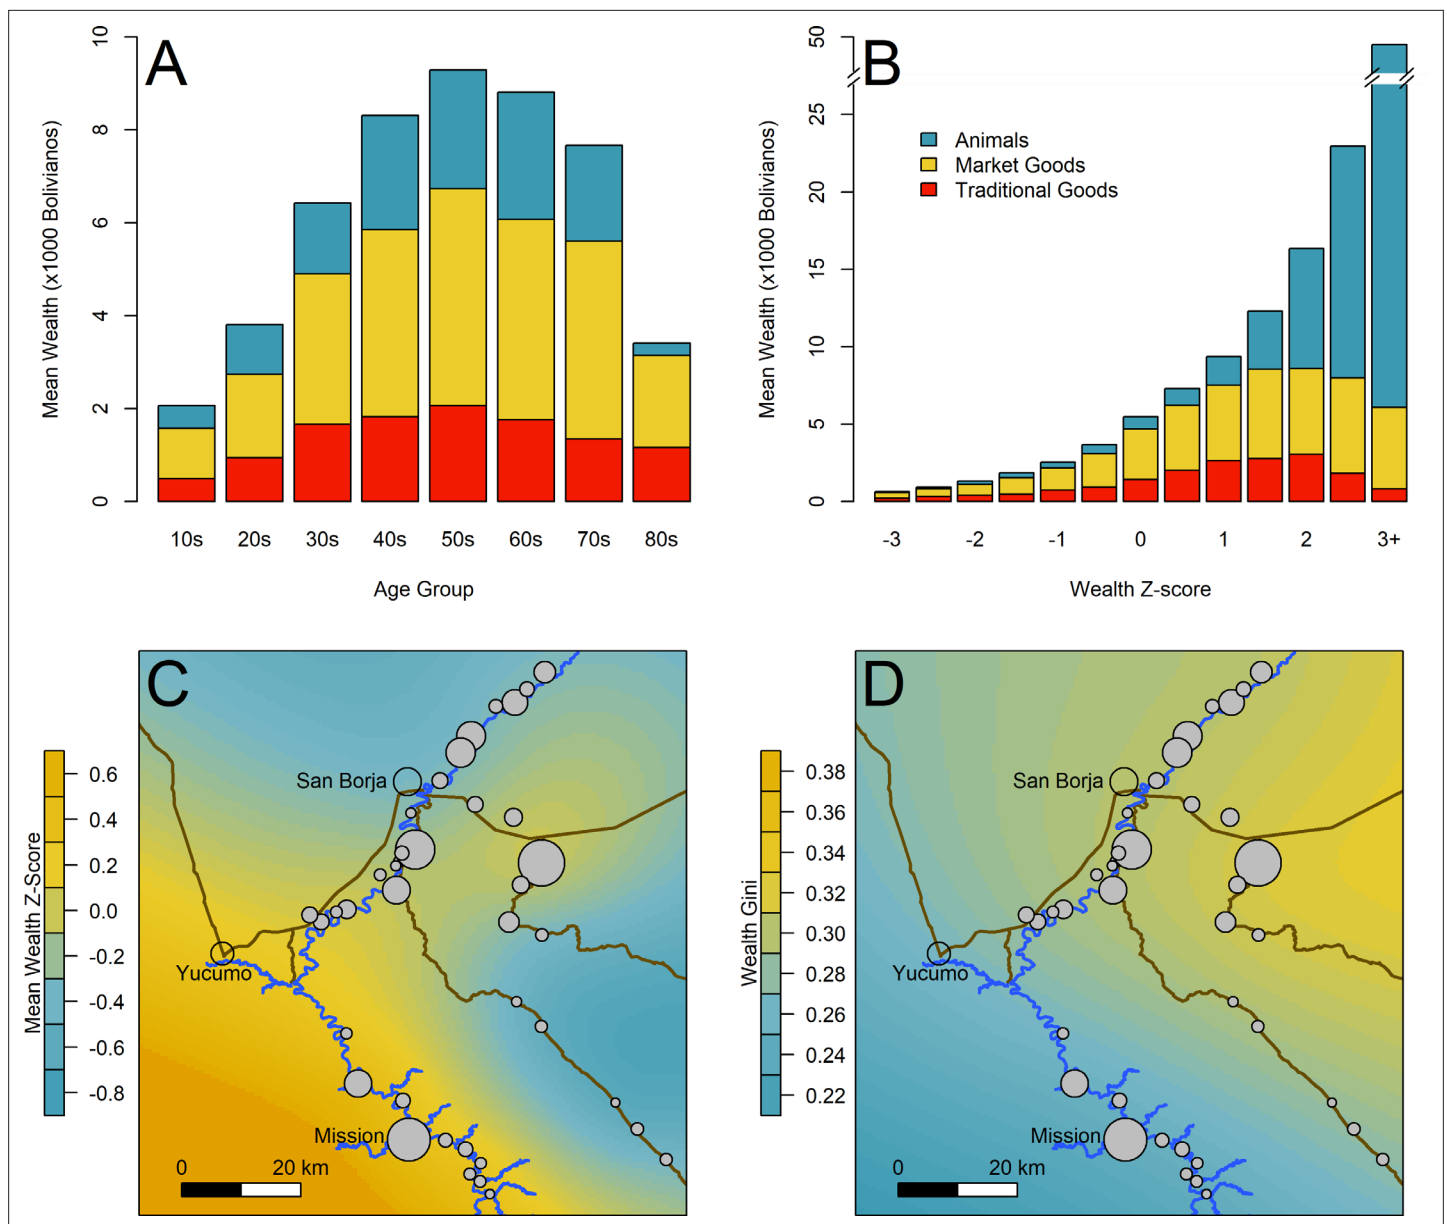 A
Mean Wealth (x1000 Bolivianos)
10
8
6
4
2
0
10s 20s 30s 40s 50s 60s 70s 80s
Age Group
B
Mean Wealth (x1000 Bolivianos)
50
25
20
15
10
5
0
Animals
Market Goods
Traditional Goods
-3 -2 -1 0 1 2 3+
Wealth Z-score
C
Mean Wealth Z-Score
0.6
0.4
0.2
0.0
-0.2
-0.4
-0.6
-0.8
San Borja
Yucumo
Mission
0 20 km
D
Wealth Gini
0.38
0.36
0.34
0.32
0.30
0.28
0.26
0.24
0.22
San Borja
Yucumo
Mission
0 20 km